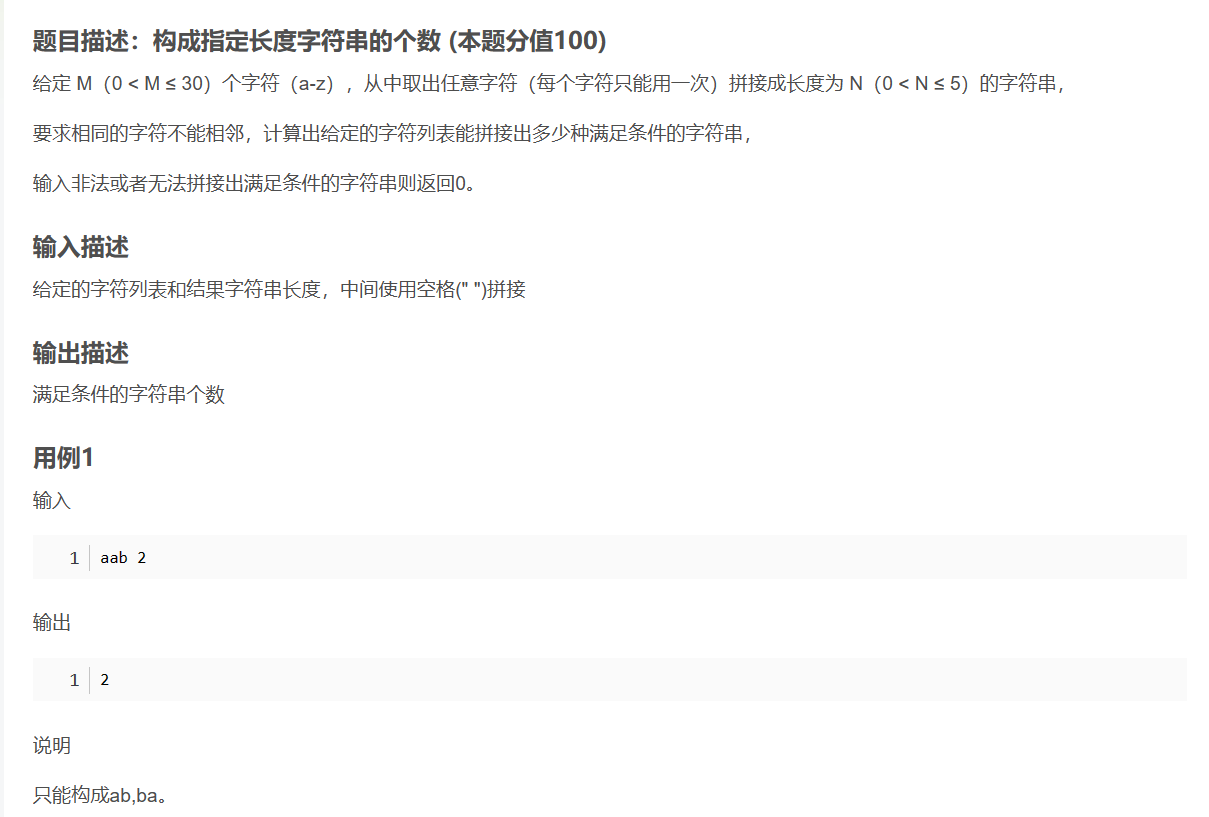 题目描述：构成指定长度字符串的个数 (本题分值100)
给定 M（0 < M ≤ 30）个字符（a-z），从中取出任意字符（每个字符只能用一次）拼接成长度为 N（0 < N ≤ 5）的字符串，
要求相同的字符不能相邻，计算出给定的字符列表能拼接出多少种满足条件的字符串，
输入非法或者无法拼接出满足条件的字符串则返回0。
输入描述
给定的字符列表和结果字符串长度，中间使用空格(" ")拼接
输出描述
满足条件的字符串个数
用例1
输入
1 aab 2
输出
1 2
说明
只能构成ab,ba。